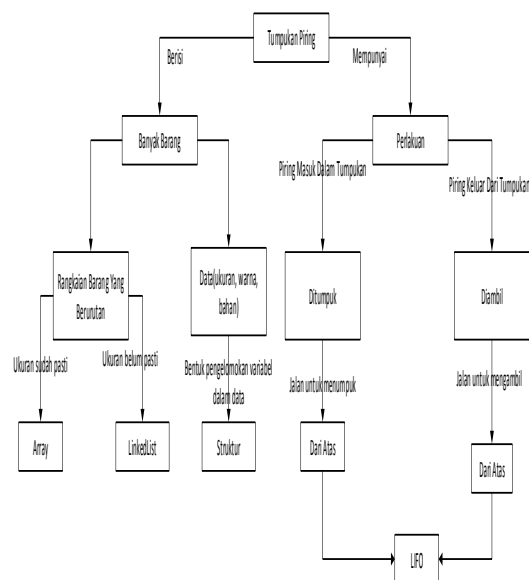 Tumpukan Piring
Berisi
Mempunyai
Banyak Barang
Perlakuan
Piring Masuk Dalam Tumpukan
Piring Keluar Dari Tumpukan
Rangkaian Barang Yang
Berurutan
Data(ukuran, warna,
bahan)
Ditumpuk
Diambil
Ukuran sudah pasti
Ukuran belum pasti
Bentuk pengelomokan variabel
dalam data
Jalan untuk menumpuk
Jalan untuk mengambil
Array
LinkedList
Struktur
Dari Atas
Dari Atas
LIFO